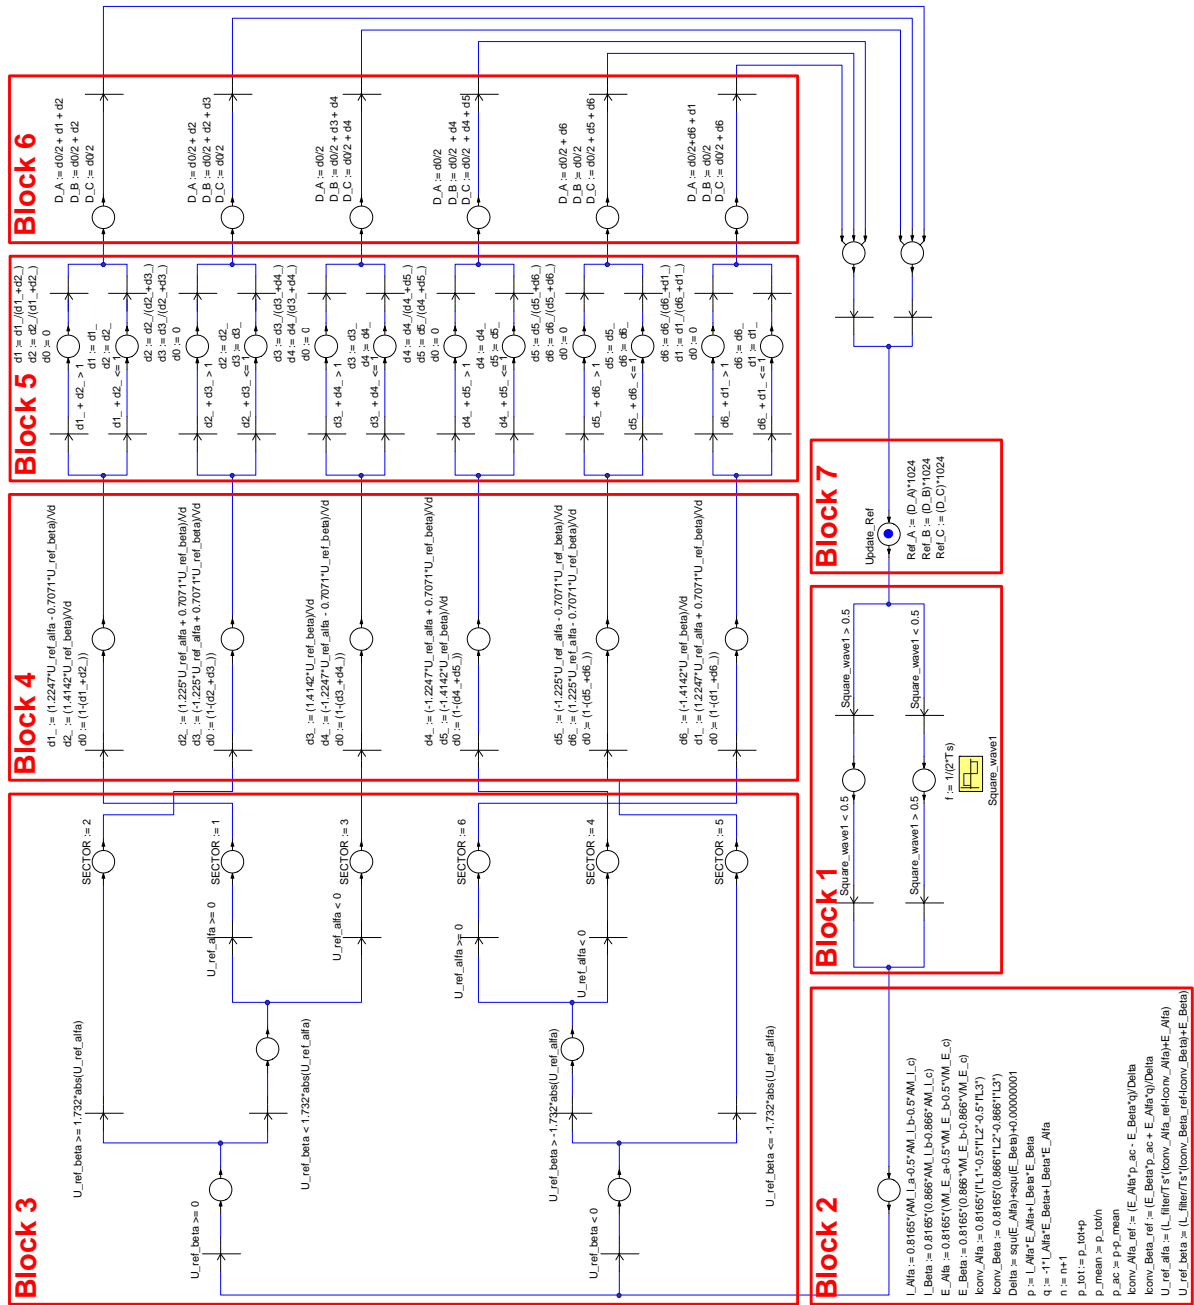 Block 6
D_A := d0/2 + d1 + d2
D_B := d0/2 + d2
D_C := d0/2
D_A := d0/2 + d2
D_B := d0/2 + d2 + d3
D_C := d0/2
D_A := d0/2
D_B := d0/2 + d3 + d4
D_C := d0/2 + d4
D_A := d0/2
D_B := d0/2 + d4
D_C := d0/2 + d4 + d5
D_A := d0/2 + d6
D_B := d0/2
D_C := d0/2 + d5 + d6
D_A := d0/2+d6 + d1
D_B := d0/2
D_C := d0/2 + d6
Block 5
d1 := d1_/(d1_+d2_)
d2 := d2_/(d1_+d2_)
d0 := 0
d1_ + d2_ > 1
d1 := d1_
d2 := d2_
d1_ + d2_ <= 1
d2 := d2_/(d2_+d3_)
d3 := d3_/(d2_+d3_)
d0 := 0
d2_ + d3_ > 1
d2 := d2_
d3 := d3_
d2_ + d3_ <= 1
d3 := d3_/(d3_+d4_)
d4 := d4_/(d3_+d4_)
d0 := 0
d3_ + d4_ > 1
d3 := d3_
d4 := d4_
d3_ + d4_ <= 1
d4 := d4_/(d4_+d5_)
d5 := d5_/(d4_+d5_)
d0 := 0
d4_ + d5_ > 1
d4 := d4_
d5 := d5_
d4_ + d5_ <= 1
d5 := d5_/(d5_+d6_)
d6 := d6_/(d5_+d6_)
d0 := 0
d5_ + d6_ > 1
d5 := d5_
d6 := d6_
d5_ + d6_ <= 1
d6 := d6_/(d6_+d1_)
d1 := d1_/(d6_+d1_)
d0 := 0
d6_ + d1_ > 1
d6 := d6_
d1 := d1_
d6_ + d1_ <= 1
Block 4
d1_ := (1.2247*U_ref_alfa - 0.7071*U_ref_beta)/Vd
d2_ := (1.4142*U_ref_beta)/Vd
d0 := (1-(d1_+d2_))
d2_ := (1.225*U_ref_alfa + 0.7071*U_ref_beta)/Vd
d3_ := (-1.225*U_ref_alfa + 0.7071*U_ref_beta)/Vd
d0 := (1-(d2_+d3_))
d3_ := (1.4142*U_ref_beta)/Vd
d4_ := (-1.2247*U_ref_alfa - 0.7071*U_ref_beta)/Vd
d0 := (1-(d3_+d4_))
d4_ := (-1.2247*U_ref_alfa + 0.7071*U_ref_beta)/Vd
d5_ := (-1.4142*U_ref_beta)/Vd
d0 := (1-(d4_+d5_))
d5_ := (-1.225*U_ref_alfa - 0.7071*U_ref_beta)/Vd
d6_ := (1.225*U_ref_alfa - 0.7071*U_ref_beta)/Vd
d0 := (1-(d5_+d6_))
d6_ := (-1.4142*U_ref_beta)/Vd
d1_ := (1.2247*U_ref_alfa + 0.7071*U_ref_beta)/Vd
d0 := (1-(d1_+d6_))
Block 3
U_ref_beta >= 1.732*abs(U_ref_alfa)
SECTOR := 2
U_ref_alfa >= 0
SECTOR := 1
U_ref_beta >= 0
U_ref_beta < 1.732*abs(U_ref_alfa)
U_ref_alfa < 0
SECTOR := 3
U_ref_alfa >= 0
SECTOR := 6
U_ref_beta > -1.732*abs(U_ref_alfa)
U_ref_alfa < 0
SECTOR := 4
U_ref_beta < 0
U_ref_beta <= -1.732*abs(U_ref_alfa)
SECTOR := 5
Block 7
Update_Ref
Ref_A := (D_A)*1024
Ref_B := (D_B)*1024
Ref_C := (D_C)*1024
Block 1
Square_wave1 < 0.5
Square_wave1 > 0.5
Square_wave1 > 0.5
Square_wave1 < 0.5
f := 1/(2*Ts)
Square_wave1
Block 2
I_Alfa := 0.8165*(AM_I_a-0.5*AM_I_b-0.5*AM_I_c)
I_Beta := 0.8165*(0.866*AM_I_b-0.866*AM_I_c)
E_Alfa := 0.8165*(VM_E_a-0.5*VM_E_b-0.5*VM_E_c)
E_Beta := 0.8165*(0.866*VM_E_b-0.866*VM_E_c)
Iconv_Alfa := 0.8165*(I"L1"-0.5*I"L2"-0.5*I"L3")
Iconv_Beta := 0.8165*(0.866*I"L2"-0.866*I"L3")
Delta := squ(E_Alfa)+squ(E_Beta)+0.00000001
p := I_Alfa*E_Alfa+I_Beta*E_Beta
q := -1*I_Alfa*E_Beta+I_Beta*E_Alfa
n := n+1
p_tot := p_tot+p
p_mean := p_tot/n
p_ac := p-p_mean
Iconv_Alfa_ref := (E_Alfa*p_ac - E_Beta*q)/Delta
Iconv_Beta_ref := (E_Beta*p_ac + E_Alfa*q)/Delta
U_ref_alfa := (L_filter/Ts*(Iconv_Alfa_ref-Iconv_Alfa)+E_Alfa)
U_ref_beta := (L_filter/Ts*(Iconv_Beta_ref-Iconv_Beta)+E_Beta)